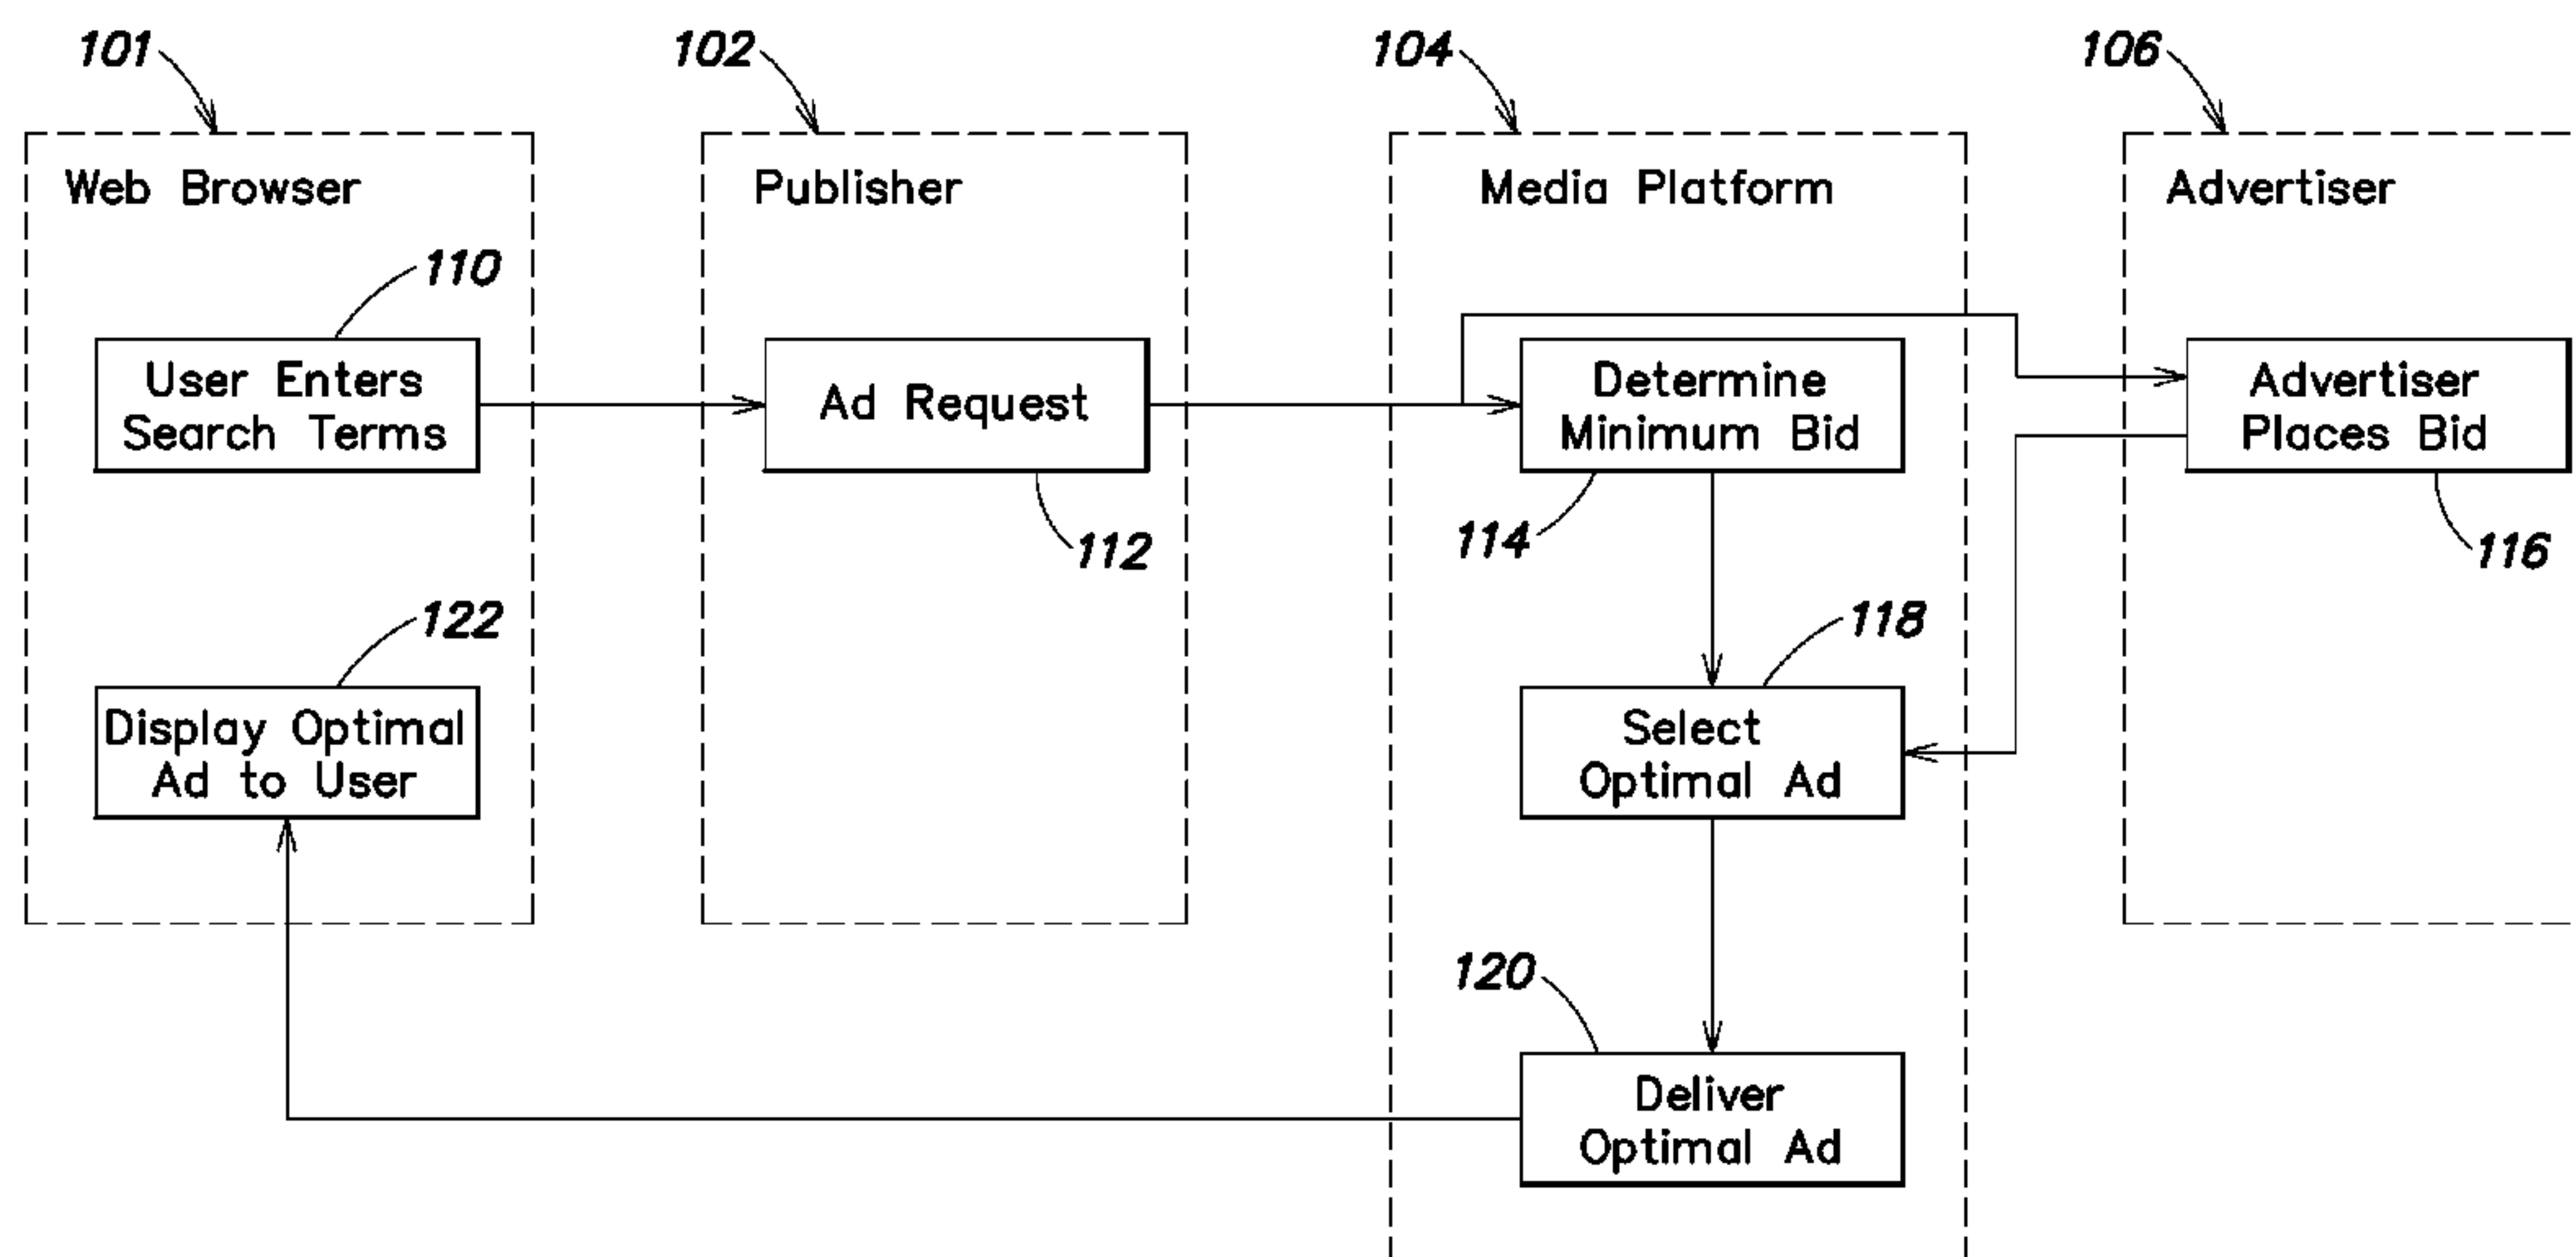 101
102
104
106
Web Browser
Publisher
Media Platform
Advertiser
110
User Enters
Search Terms
Ad Request
Determine
Minimum Bid
Advertiser
Places Bid
112
114
116
122
118
Display Optimal
Ad to User
Select
Optimal Ad
120
Deliver
Optimal Ad